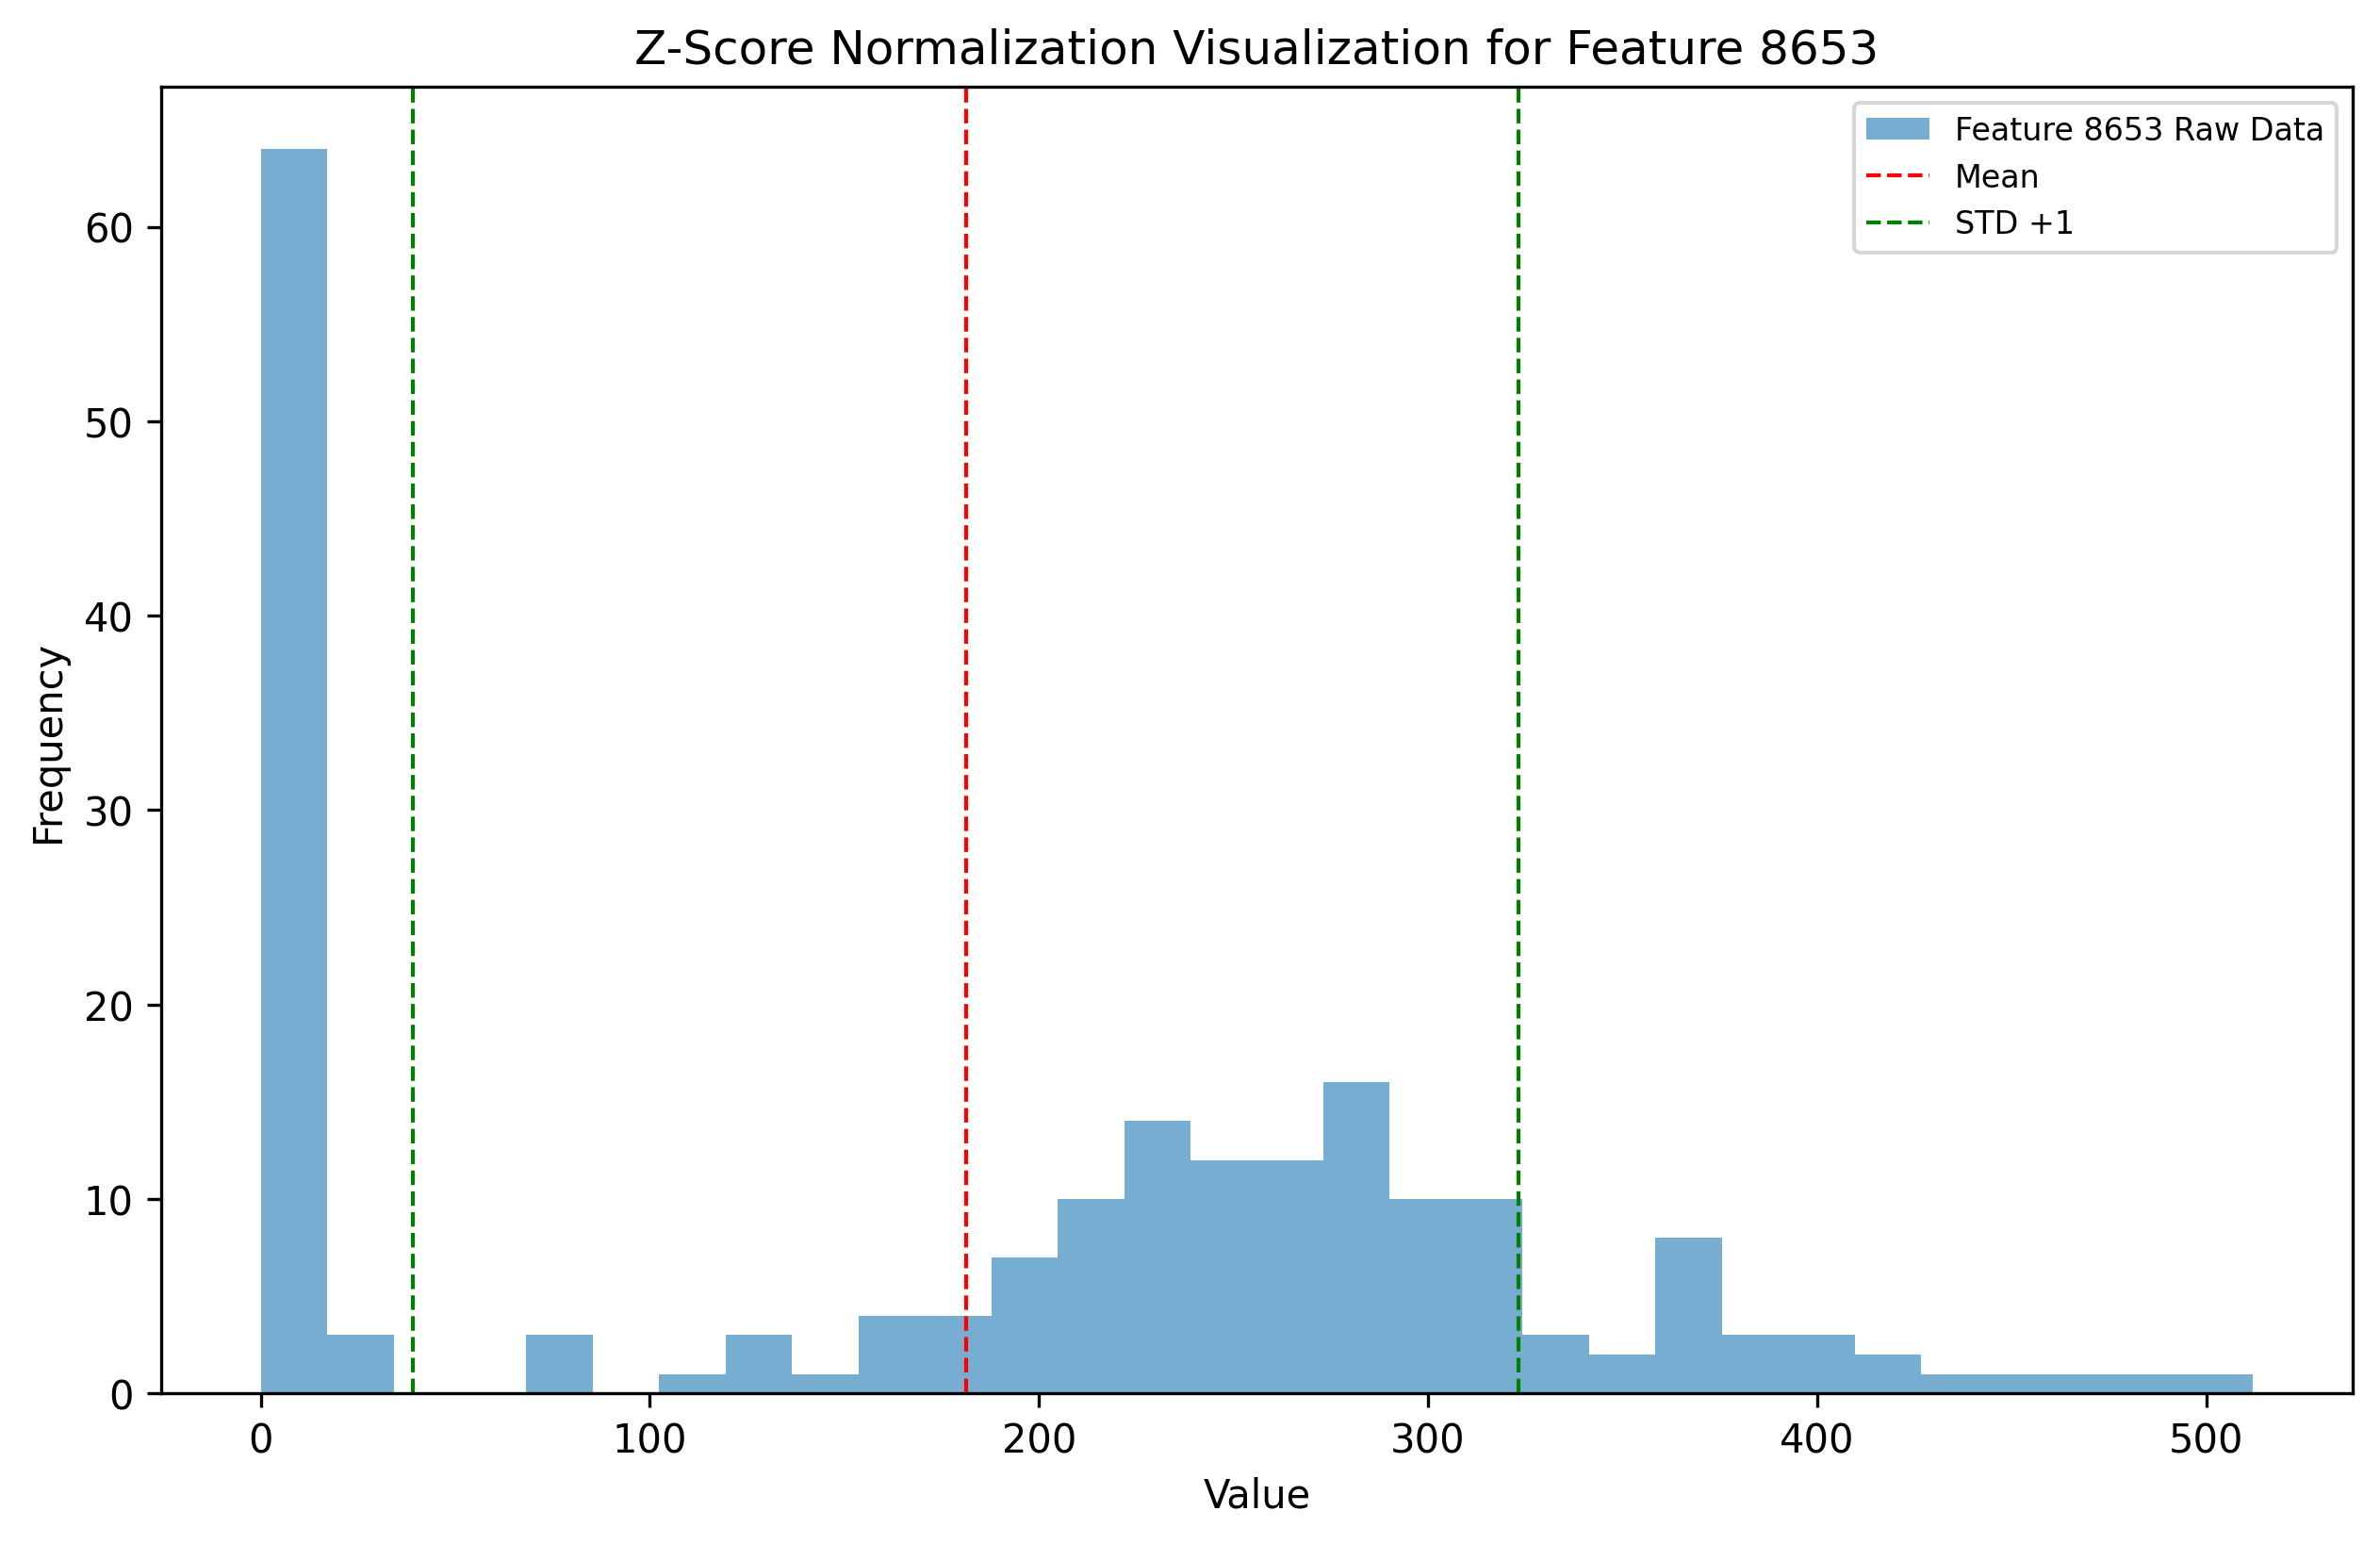 Z-Score Normalization Visualization for Feature 8653
Feature 8653 Raw Data
Mean
STD +1
Frequency
60
50
40
30
20
10
0
0 100 200 300 400 500
Value